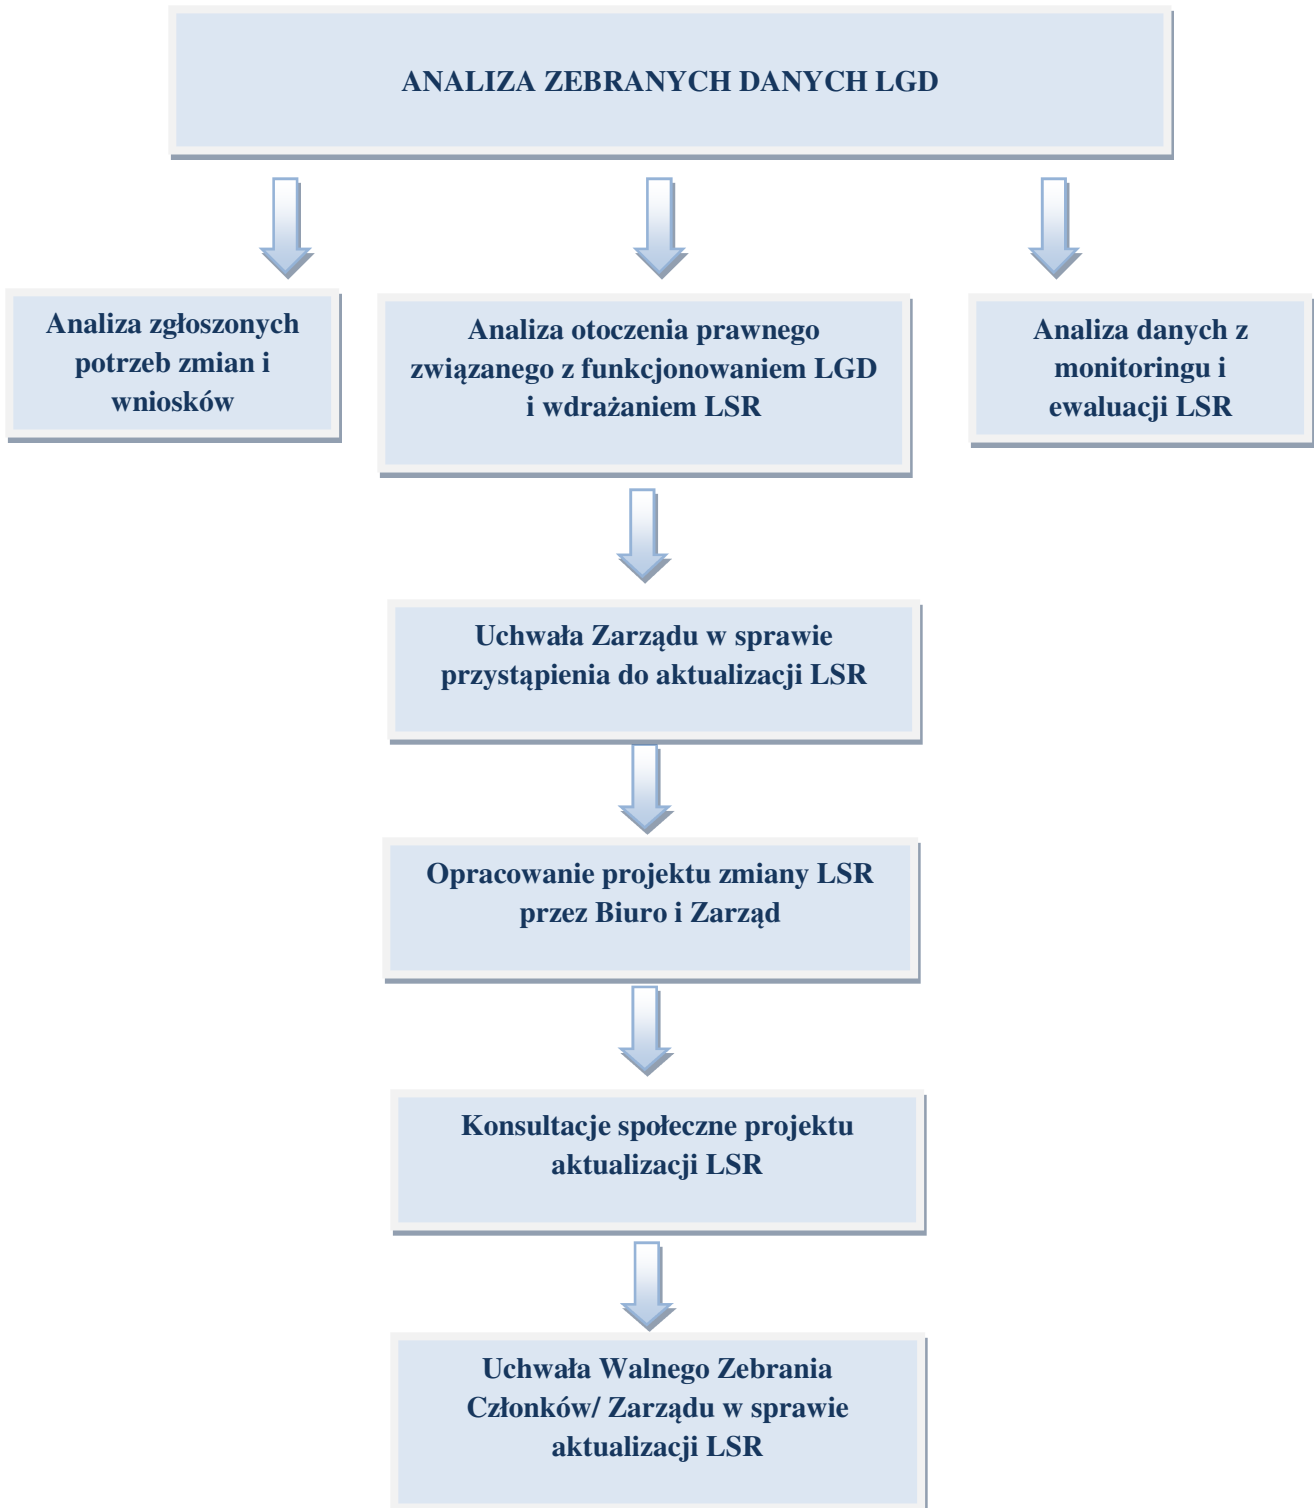 ANALIZA ZEBRANYCH DANYCH LGD
Analiza zgłoszonych
potrzeb zmian i
wniosków
Analiza otoczenia prawnego
związanego z funkcjonowaniem LGD
i wdrażaniem LSR
Analiza danych z
monitoringu i
ewaluacji LSR
Uchwała Zarządu w sprawie
przystąpienia do aktualizacji LSR
Opracowanie projektu zmiany LSR
przez Biuro i Zarząd
Konsultacje społeczne projektu
aktualizacji LSR
Uchwała Walnego Zebrania
Członków/ Zarządu w sprawie
aktualizacji LSR